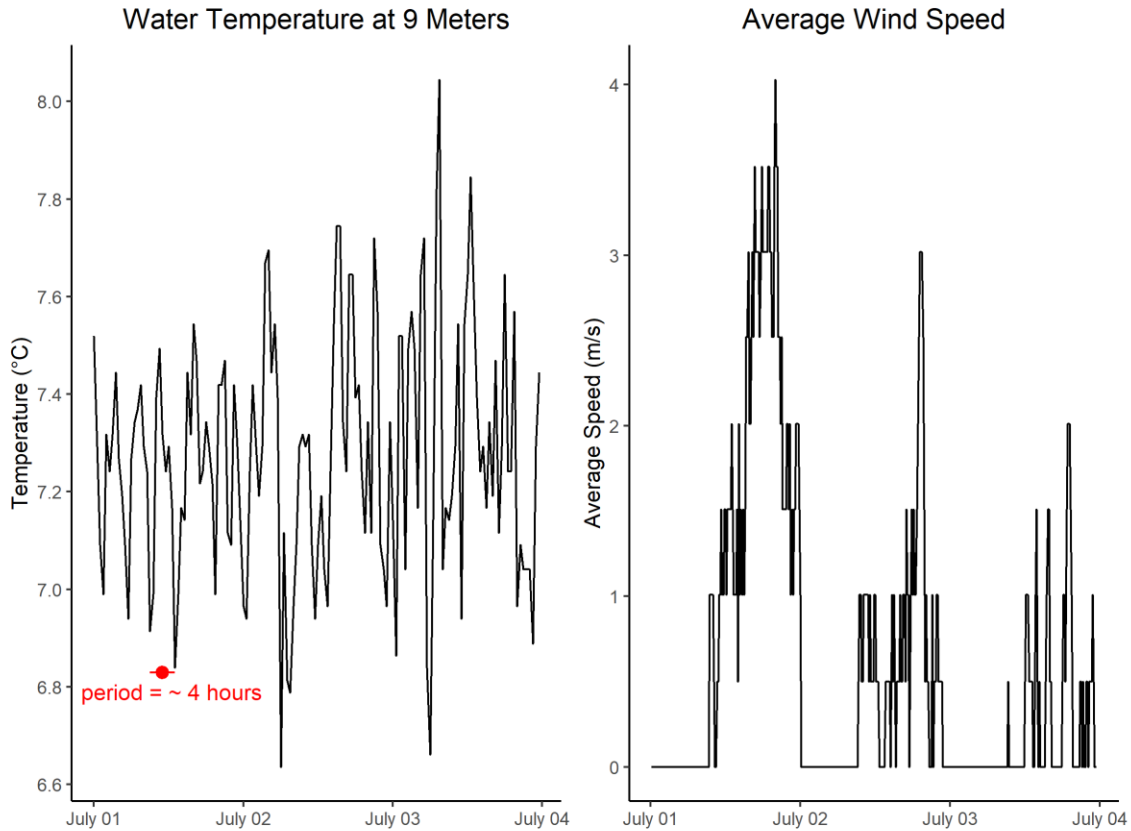 Water Temperature at 9 Meters
Temperature (°C)
8.0
7.8
7.6
7.4
7.2
7.0
6.8
6.6
period = ~ 4 hours
July 01
July 02
July 03
July 04
Average Wind Speed
Average Speed (m/s)
4
3
2
1
0
July 01
July 02
July 03
July 04